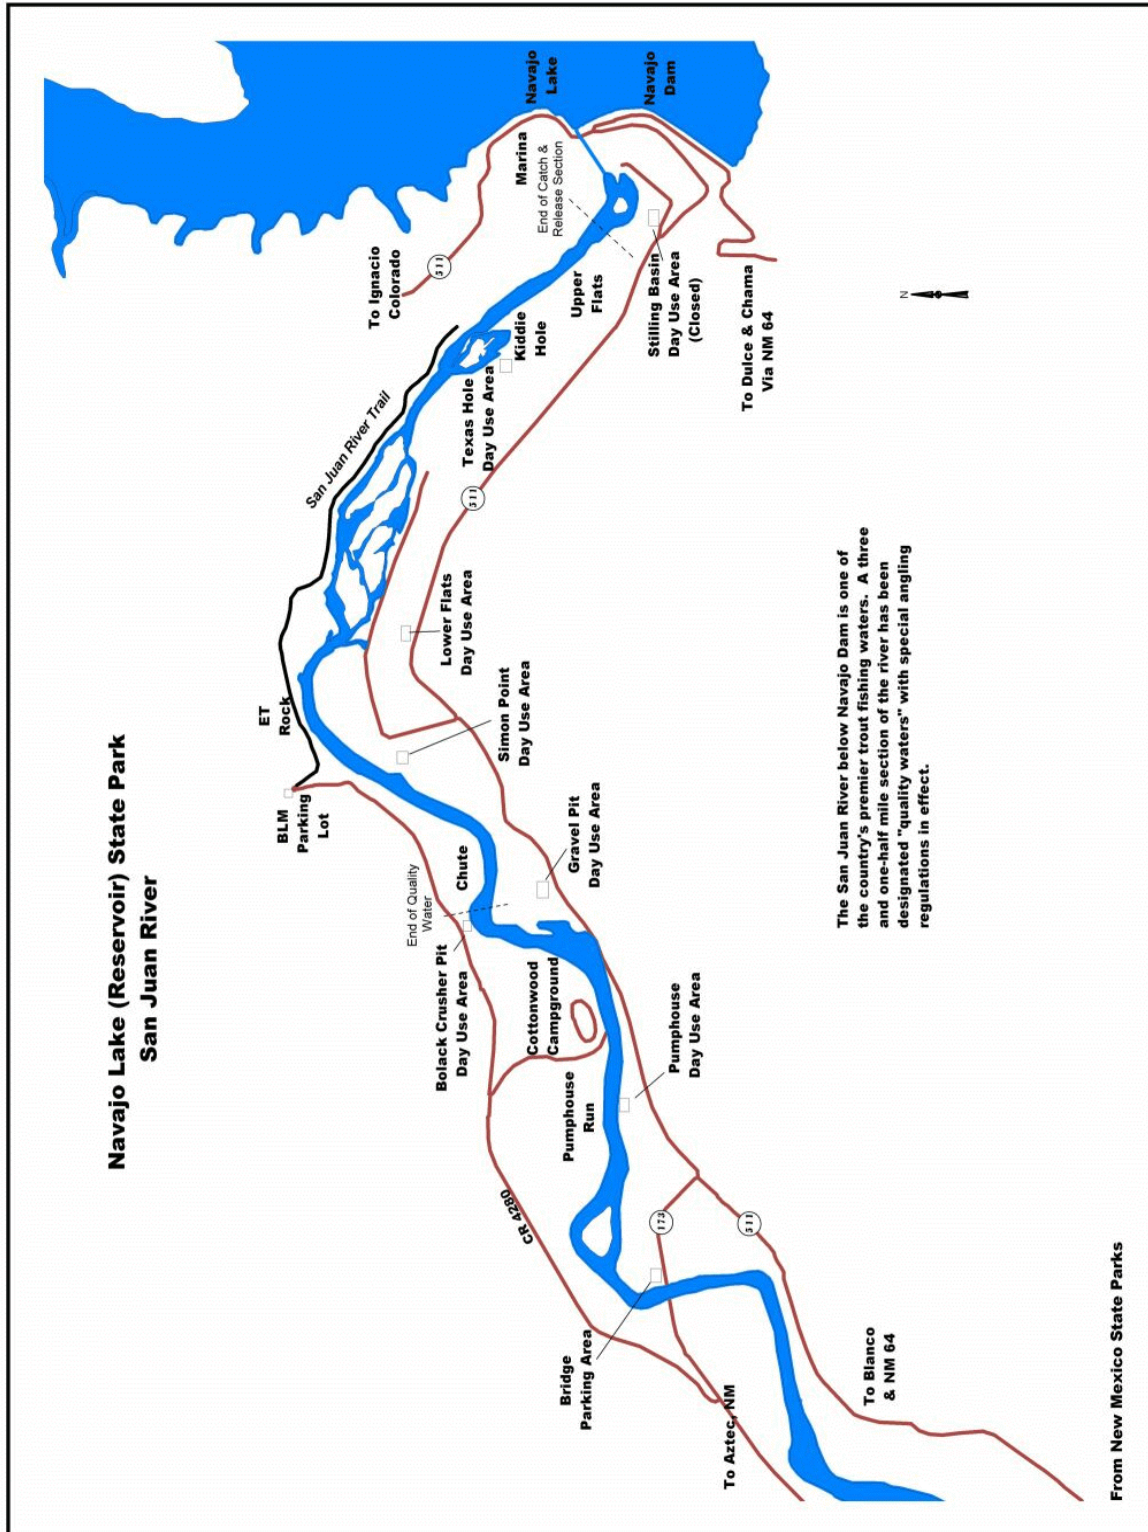 Navajo Lake (Reservoir) State Park
San Juan River
BLM
Parking
Lot
ET
Rock
San Juan River Trail
To Ignacio
Colorado
511
Marina
Navajo
Lake
End of Catch &
Release Section
Navajo
Dam
Upper
Flats
Kiddie
Hole
Texas Hole
Day Use Area
Stilling Basin
Day Use Area
(Closed)
To Dulce & Chama
Via NM 64
N
511
Lower Flats
Day Use Area
Simon Point
Day Use Area
Chute
End of Quality
Water
Gravel Pit
Day Use Area
Bolack Crusher Pit
Day Use Area
Cottonwood
Campground
Pumphouse
Day Use Area
Pumphouse
Run
CR 4280
173
511
Bridge
Parking Area
To Aztec, NM
To Blanco
& NM 64
The San Juan River below Navajo Dam is one of
the country's premier trout fishing waters. A three
and one-half mile section of the river has been
designated "quality waters" with special angling
regulations in effect.
From New Mexico State Parks